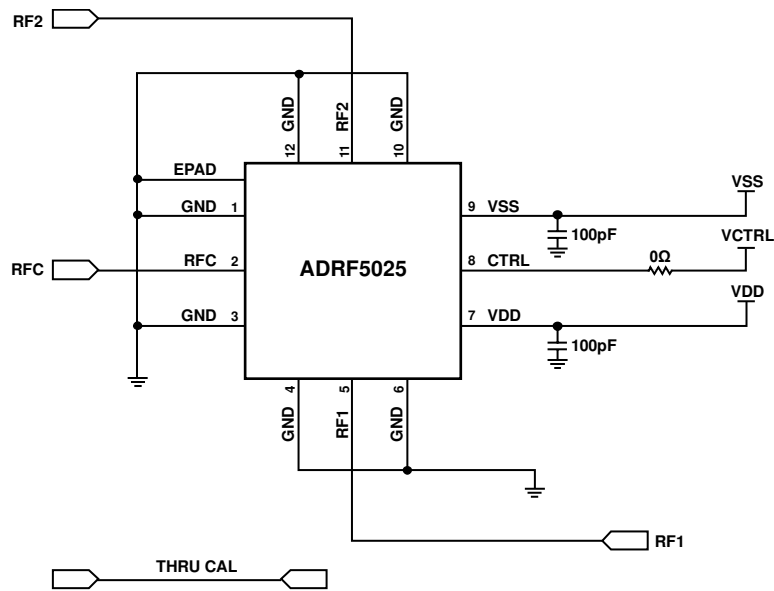 RF2
GND
RF2
GND
12
11
10
EPAD
GND 1
RFC
RFC 2
GND 3
ADRF5025
9 VSS
VSS
100pF
8 CTRL
0Ω
VCTRL
7 VDD
VDD
100pF
4
5
6
GND
RF1
GND
RF1
THRU CAL